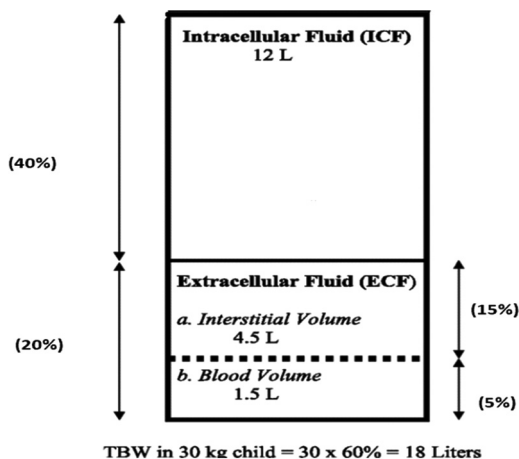 Intracellular Fluid (ICF)
12 L
(40%)
Extracellular Fluid (ECF)
a. Interstitial Volume
4.5 L
(15%)
(20%)
b. Blood Volume
1.5 L
(5%)
TBW in 30 kg child = 30 x 60% = 18 Liters